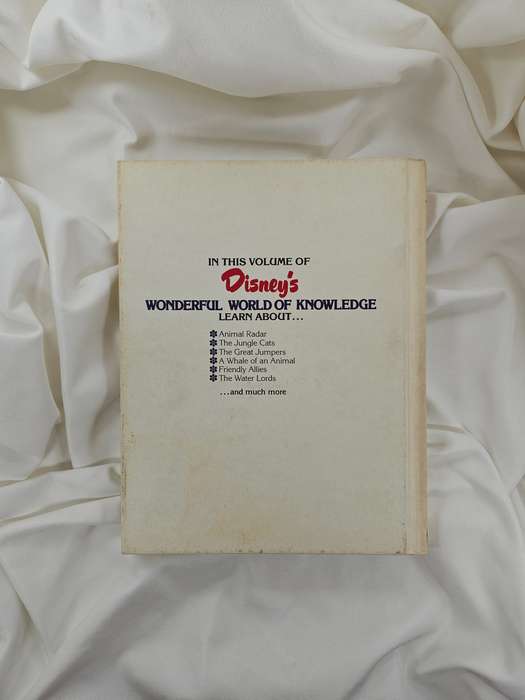 IN THIS VOLUME OF
Disney's
WONDERFUL WORLD OF KNOWLEDGE
LEARN ABOUT...
✽ Animal Radar
✽ The Jungle Cats
✽ The Great Jumpers
✽ A Whale of an Animal
✽ Friendly Allies
✽ The Water Lords
...and much more